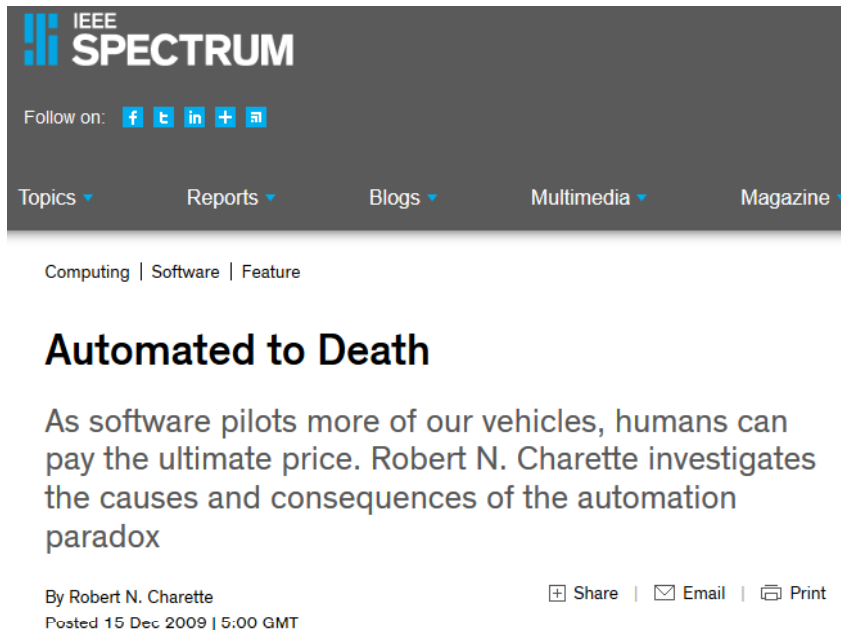 IEEE
SPECTRUM
Follow on:
Topics Reports Blogs Multimedia Magazine
Computing | Software | Feature
Automated to Death
As software pilots more of our vehicles, humans can
pay the ultimate price. Robert N. Charette investigates
the causes and consequences of the automation
paradox
By Robert N. Charette
Share | Email | Print
Posted 15 Dec 2009 | 5:00 GMT